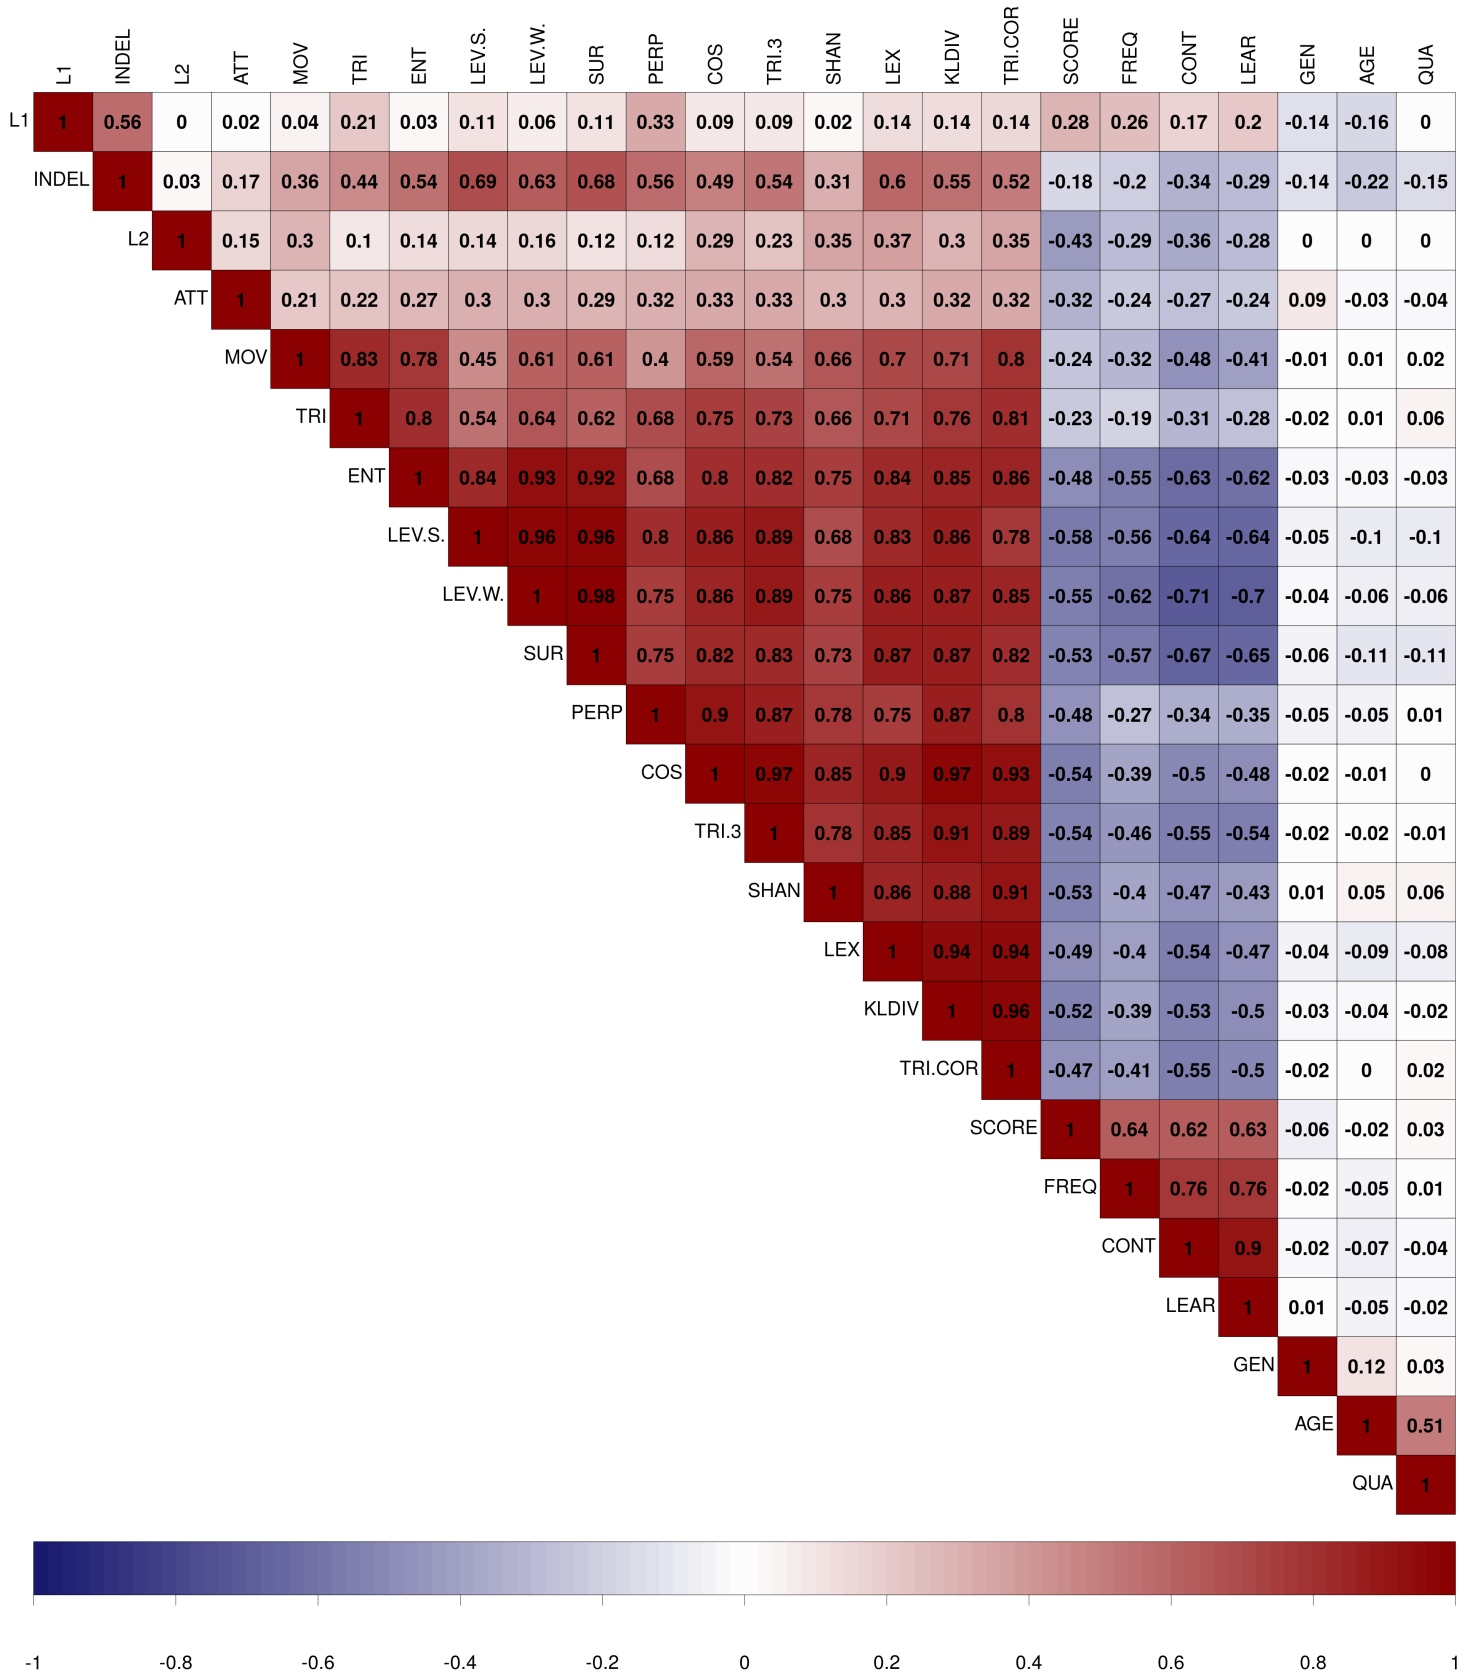 L1 INDEL L2 ATT MOV TRI ENT LEV.S. LEV.W. SUR PERP COS TRI.3 SHAN LEX KLDIV TRI.COR SCORE FREQ CONT LEAR GEN AGE QUA
L1 1 0.56 0 0.02 0.04 0.21 0.03 0.11 0.06 0.11 0.33 0.09 0.09 0.02 0.14 0.14 0.14 0.28 0.26 0.17 0.2 -0.14 -0.16 0
INDEL 1 0.03 0.17 0.36 0.44 0.54 0.69 0.63 0.68 0.56 0.49 0.54 0.31 0.6 0.55 0.52 -0.18 -0.2 -0.34 -0.29 -0.14 -0.22 -0.15
L2 1 0.15 0.3 0.1 0.14 0.14 0.16 0.12 0.12 0.29 0.23 0.35 0.37 0.3 0.35 -0.43 -0.29 -0.36 -0.28 0 0 0
ATT 1 0.21 0.22 0.27 0.3 0.3 0.29 0.32 0.33 0.33 0.3 0.3 0.32 0.32 -0.32 -0.24 -0.27 -0.24 0.09 -0.03 -0.04
MOV 1 0.83 0.78 0.45 0.61 0.61 0.4 0.59 0.54 0.66 0.7 0.71 0.8 -0.24 -0.32 -0.48 -0.41 -0.01 0.01 0.02
TRI 1 0.8 0.54 0.64 0.62 0.68 0.75 0.73 0.66 0.71 0.76 0.81 -0.23 -0.19 -0.31 -0.28 -0.02 0.01 0.06
ENT 1 0.84 0.93 0.92 0.68 0.8 0.82 0.75 0.84 0.85 0.86 -0.48 -0.55 -0.63 -0.62 -0.03 -0.03 -0.03
LEV.S. 1 0.96 0.96 0.8 0.86 0.89 0.68 0.83 0.86 0.78 -0.58 -0.56 -0.64 -0.64 -0.05 -0.1 -0.1
LEV.W. 1 0.98 0.75 0.86 0.89 0.75 0.86 0.87 0.85 -0.55 -0.62 -0.71 -0.7 -0.04 -0.06 -0.06
SUR 1 0.75 0.82 0.83 0.73 0.87 0.87 0.82 -0.53 -0.57 -0.67 -0.65 -0.06 -0.11 -0.11
PERP 1 0.9 0.87 0.78 0.75 0.87 0.8 -0.48 -0.27 -0.34 -0.35 -0.05 -0.05 0.01
COS 1 0.97 0.85 0.9 0.97 0.93 -0.54 -0.39 -0.5 -0.48 -0.02 -0.01 0
TRI.3 1 0.78 0.85 0.91 0.89 -0.54 -0.46 -0.55 -0.54 -0.02 -0.02 -0.01
SHAN 1 0.86 0.88 0.91 -0.53 -0.4 -0.47 -0.43 0.01 0.05 0.06
LEX 1 0.94 0.94 -0.49 -0.4 -0.54 -0.47 -0.04 -0.09 -0.08
KLDIV 1 0.96 -0.52 -0.39 -0.53 -0.5 -0.03 -0.04 -0.02
TRI.COR 1 -0.47 -0.41 -0.55 -0.5 -0.02 0 0.02
SCORE 1 0.64 0.62 0.63 -0.06 -0.02 0.03
FREQ 1 0.76 0.76 -0.02 -0.05 0.01
CONT 1 0.9 -0.02 -0.07 -0.04
LEAR 1 0.01 -0.05 -0.02
GEN 1 0.12 0.03
AGE 1 0.51
QUA 1
-1 -0.8 -0.6 -0.4 -0.2 0 0.2 0.4 0.6 0.8 1